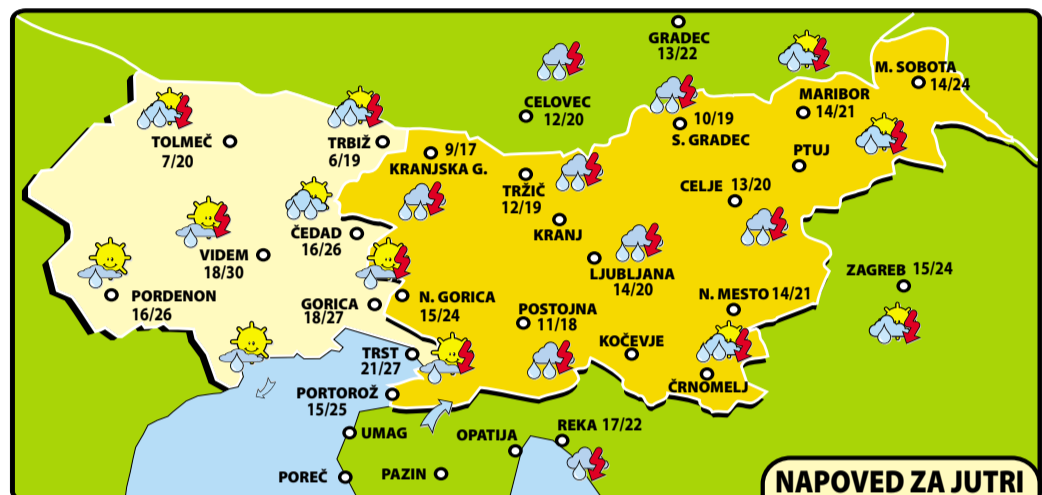 GRADEC
13/22
M. SOBOTA
14/24
CELOVEC
12/20
MARIBOR
14/21
10/19
S. GRADEC
TOLMEČ
7/20
TRBIŽ
6/19
9/17
KRANJSKA G.
PTUJ
TRŽIČ
12/19
CELJE 13/20
KRANJ
ČEDAD
16/26
VIDEM
18/30
LJUBLJANA
14/20
ZAGREB 15/24
PORDENON
16/26
GORICA
18/27
N. GORICA
15/24
POSTOJNA
11/18
N. MESTO 14/21
KOČEVJE
TRST
21/27
ČRNOMELJ
PORTOROŽ
15/25
UMAG
OPATIJA
REKA 17/22
POREČ
PAZIN
NAPOVED ZA JUTRI